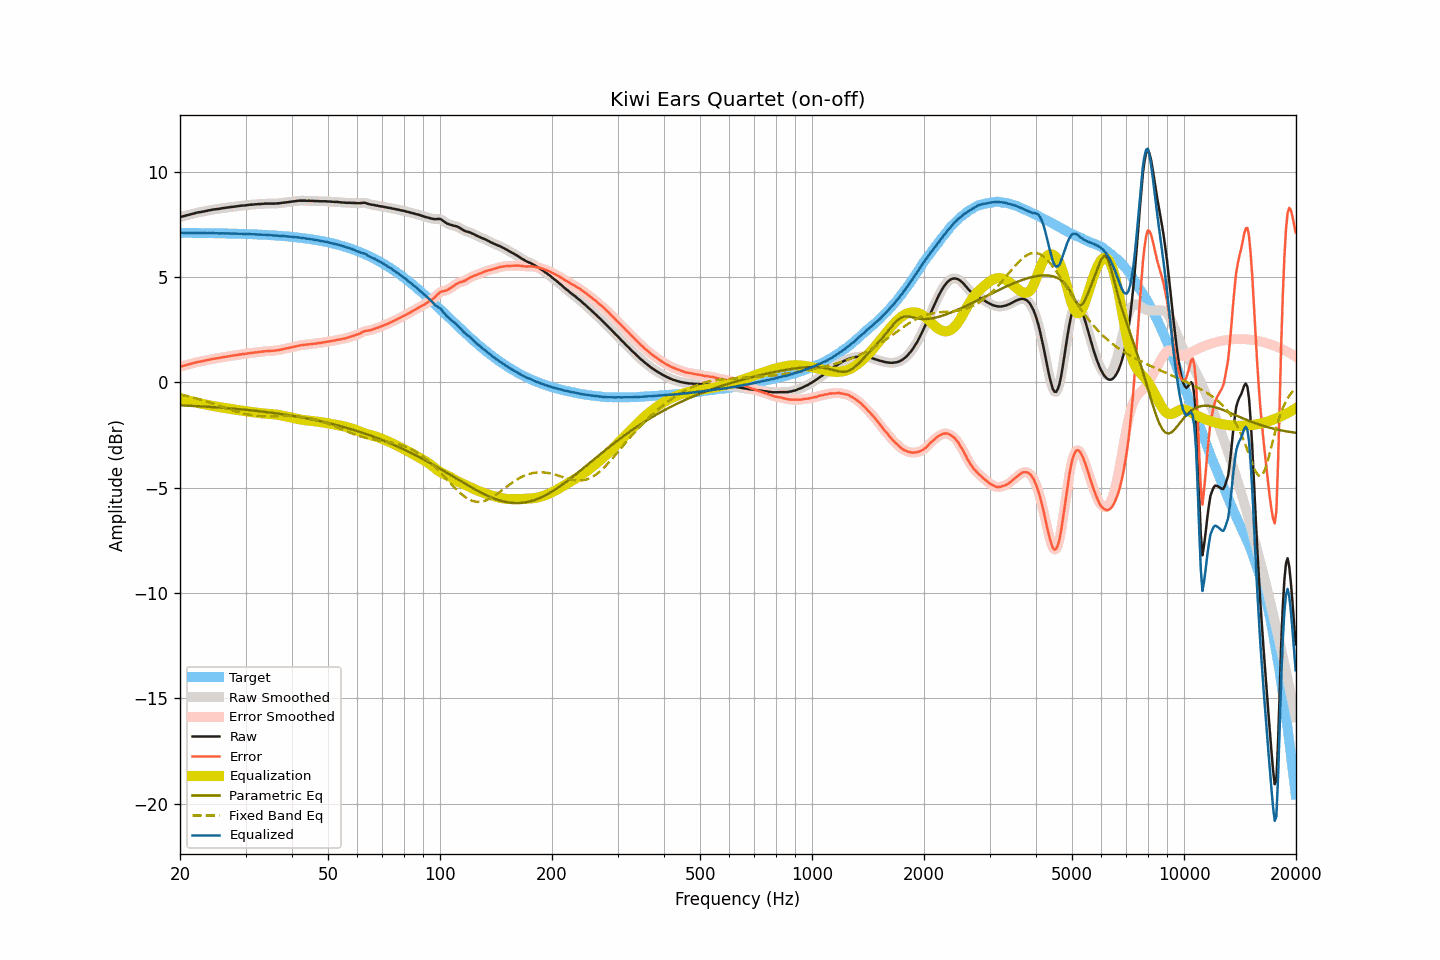 Kiwi Ears Quartet (on-off)
10
5
0
−5
−10
−15
−20
Amplitude (dBr)
Target
Raw Smoothed
Error Smoothed
Raw
Error
Equalization
Parametric Eq
Fixed Band Eq
Equalized
20 50 100 200 500 1000 2000 5000 10000 20000
Frequency (Hz)